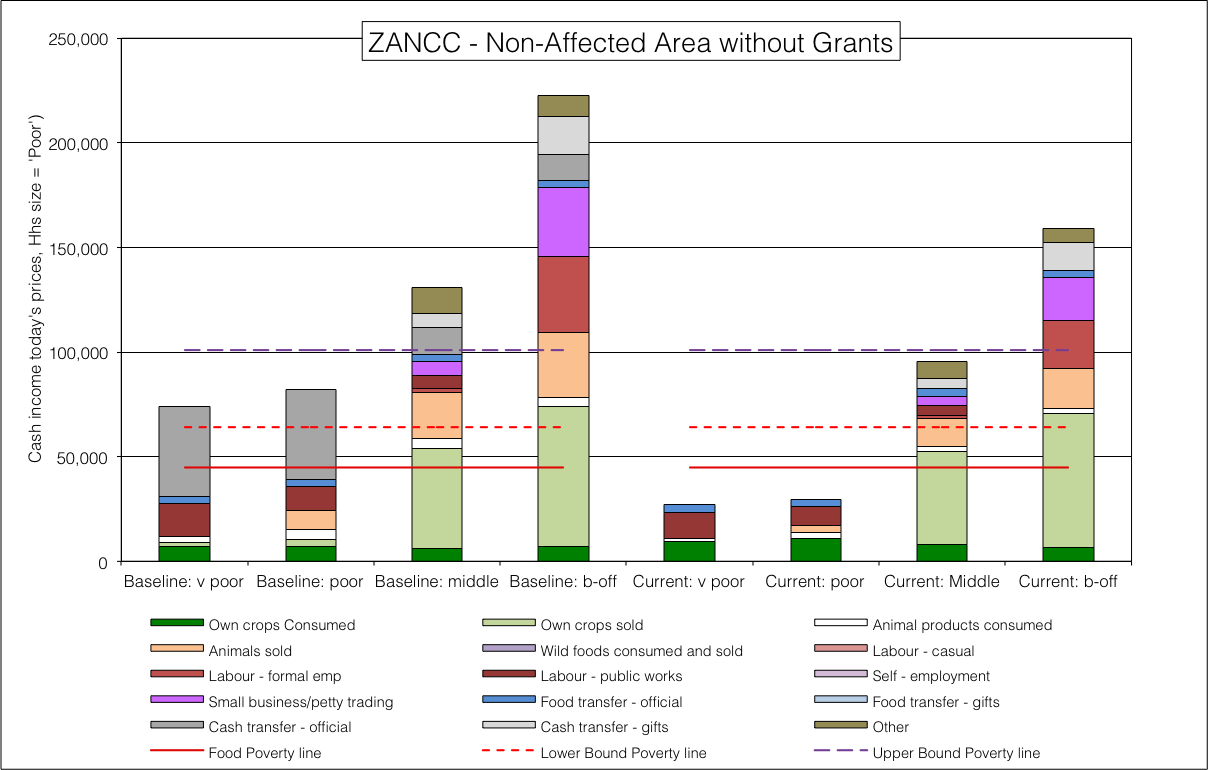 ZANCC - Non-Affected Area without Grants
Cash income today's prices, Hhs size = 'Poor')
250,000
200,000
150,000
100,000
50,000
0
Baseline: v poor Baseline: poor Baseline: middle Baseline: b-off Current: v poor Current: poor Current: Middle Current: b-off
Own crops Consumed Own crops sold Animal products consumed
Animals sold Wild foods consumed and sold Labour - casual
Labour - formal emp Labour - public works Self - employment
Small business/petty trading Food transfer - official Food transfer - gifts
Cash transfer - official Cash transfer - gifts Other
Food Poverty line Lower Bound Poverty line Upper Bound Poverty line